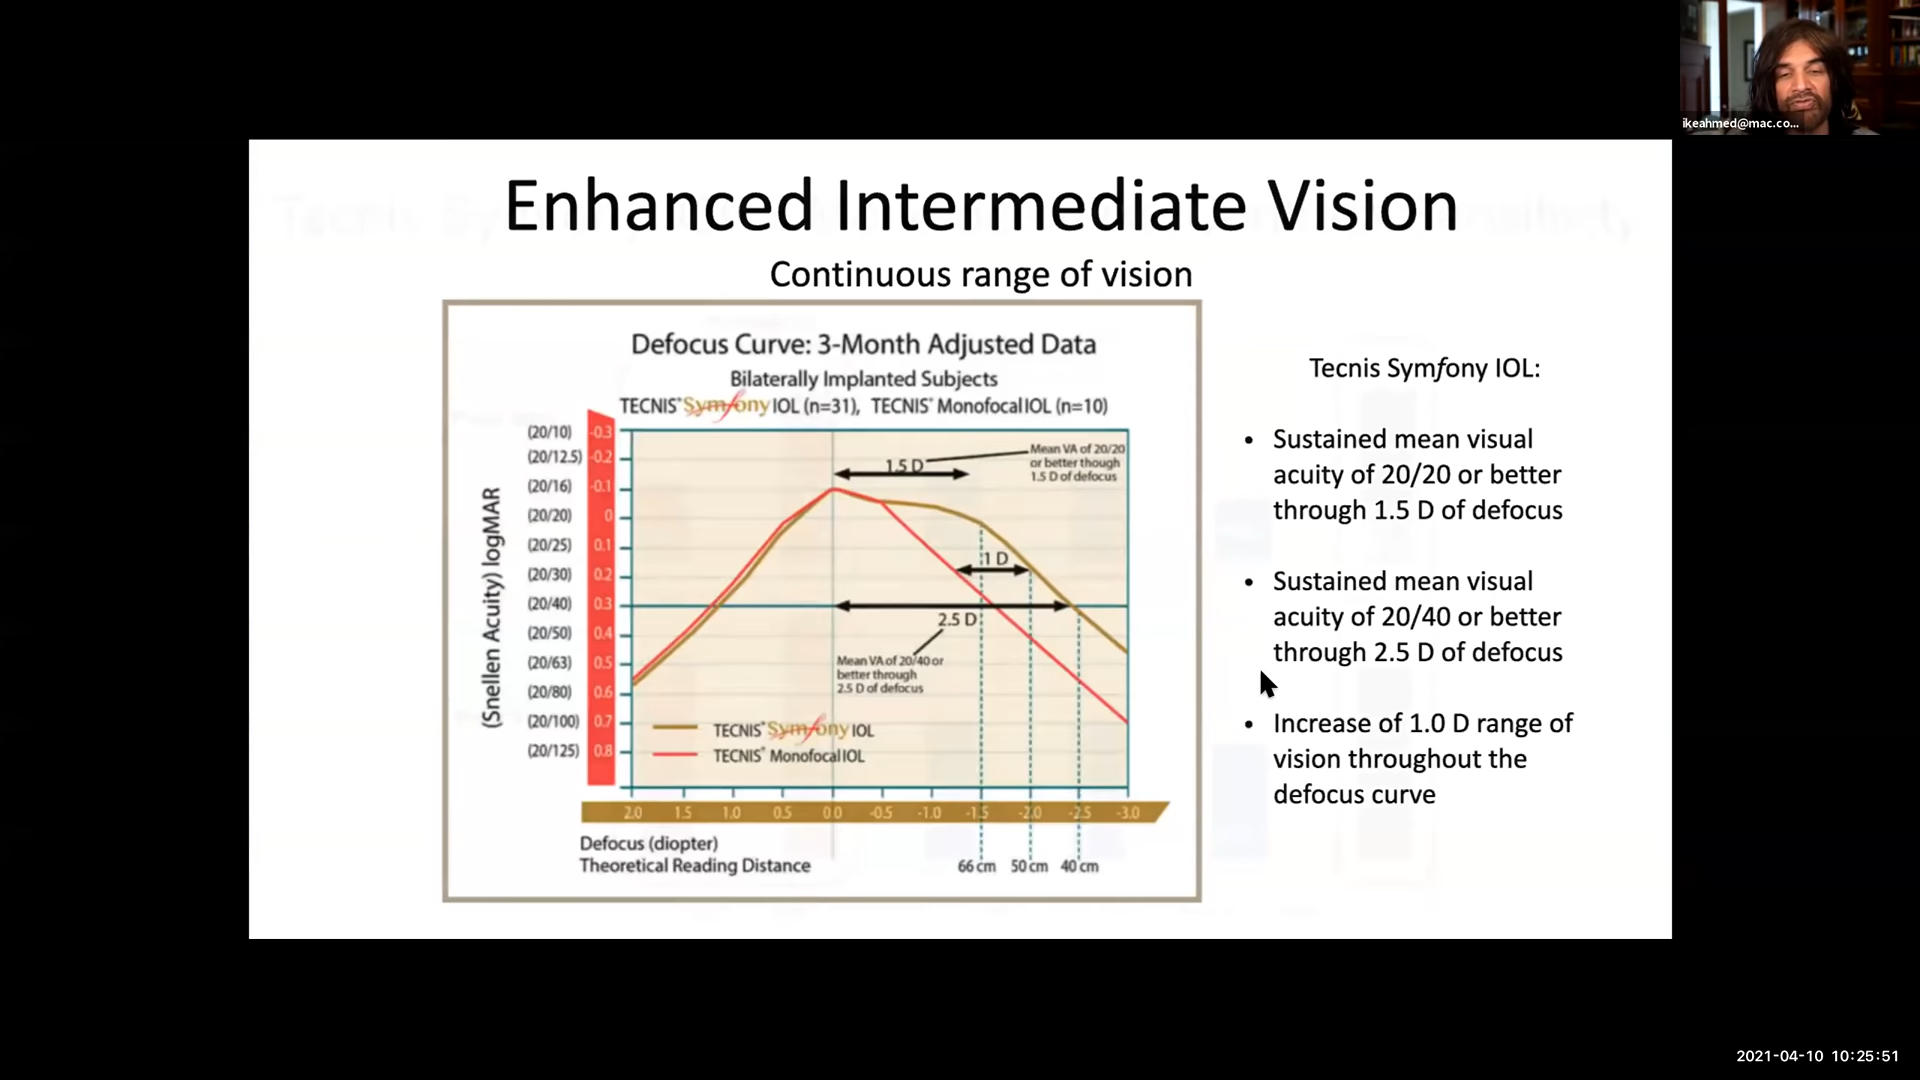 ikeahmed@mac.co...
Enhanced Intermediate Vision
Continuous range of vision
Defocus Curve: 3-Month Adjusted Data
Bilaterally Implanted Subjects
TECNIS® Symfony IOL (n=31), TECNIS® Monofocal IOL (n=10)
(Snellen Acuity) logMAR
(20/10) -0.3
(20/12.5) -0.2
(20/16) -0.1
(20/20) 0
(20/25) 0.1
(20/30) 0.2
(20/40) 0.3
(20/50) 0.4
(20/63) 0.5
(20/80) 0.6
(20/100) 0.7
(20/125) 0.8
1.5 D
Mean VA of 20/20
or better though
1.5 D of defocus
1 D
2.5 D
Mean VA of 20/40 or
better through
2.5 D of defocus
TECNIS® Symfony IOL
TECNIS® Monofocal IOL
2.0 1.5 1.0 0.5 0.0 -0.5 -1.0 -1.5 -2.0 -2.5 -3.0
Defocus (diopter)
Theoretical Reading Distance 66 cm 50 cm 40 cm
Tecnis Symfony IOL:
• Sustained mean visual
acuity of 20/20 or better
through 1.5 D of defocus
• Sustained mean visual
acuity of 20/40 or better
through 2.5 D of defocus
• Increase of 1.0 D range of
vision throughout the
defocus curve
2021-04-10 10:25:51